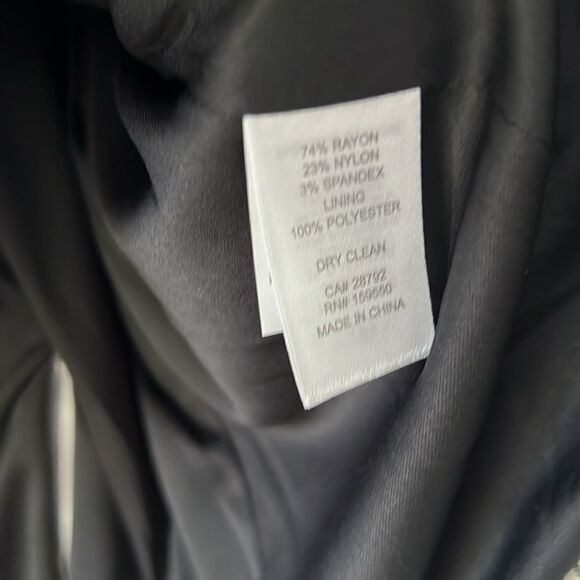 74% RAYON
23% NYLON
3% SPANDEX
LINING
100% POLYESTER
DRY CLEAN
CA# 28792
RN# 159550
MADE IN CHINA